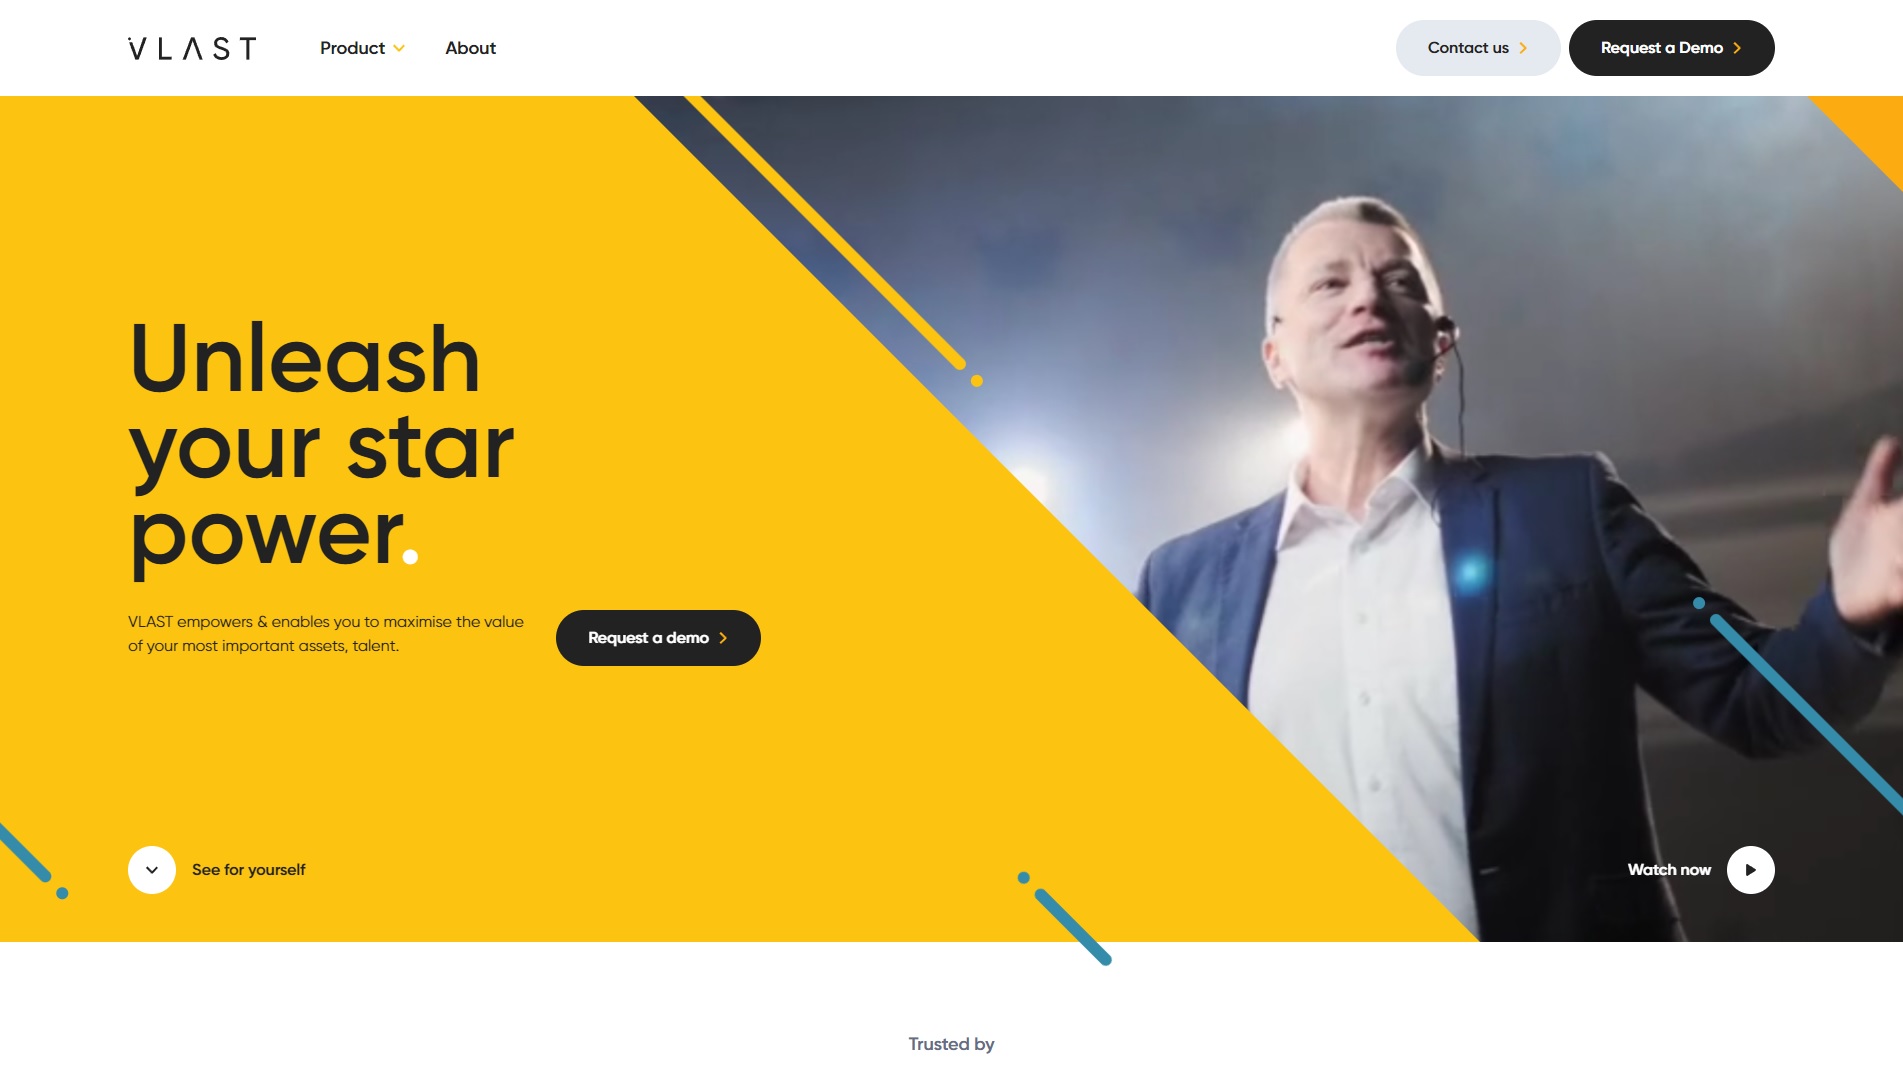 VLAST
Product
About
Contact us
Request a Demo
Unleash
your star
power.
VLAST empowers & enables you to maximise the value
of your most important assets, talent.
Request a demo
See for yourself
Watch now
Trusted by